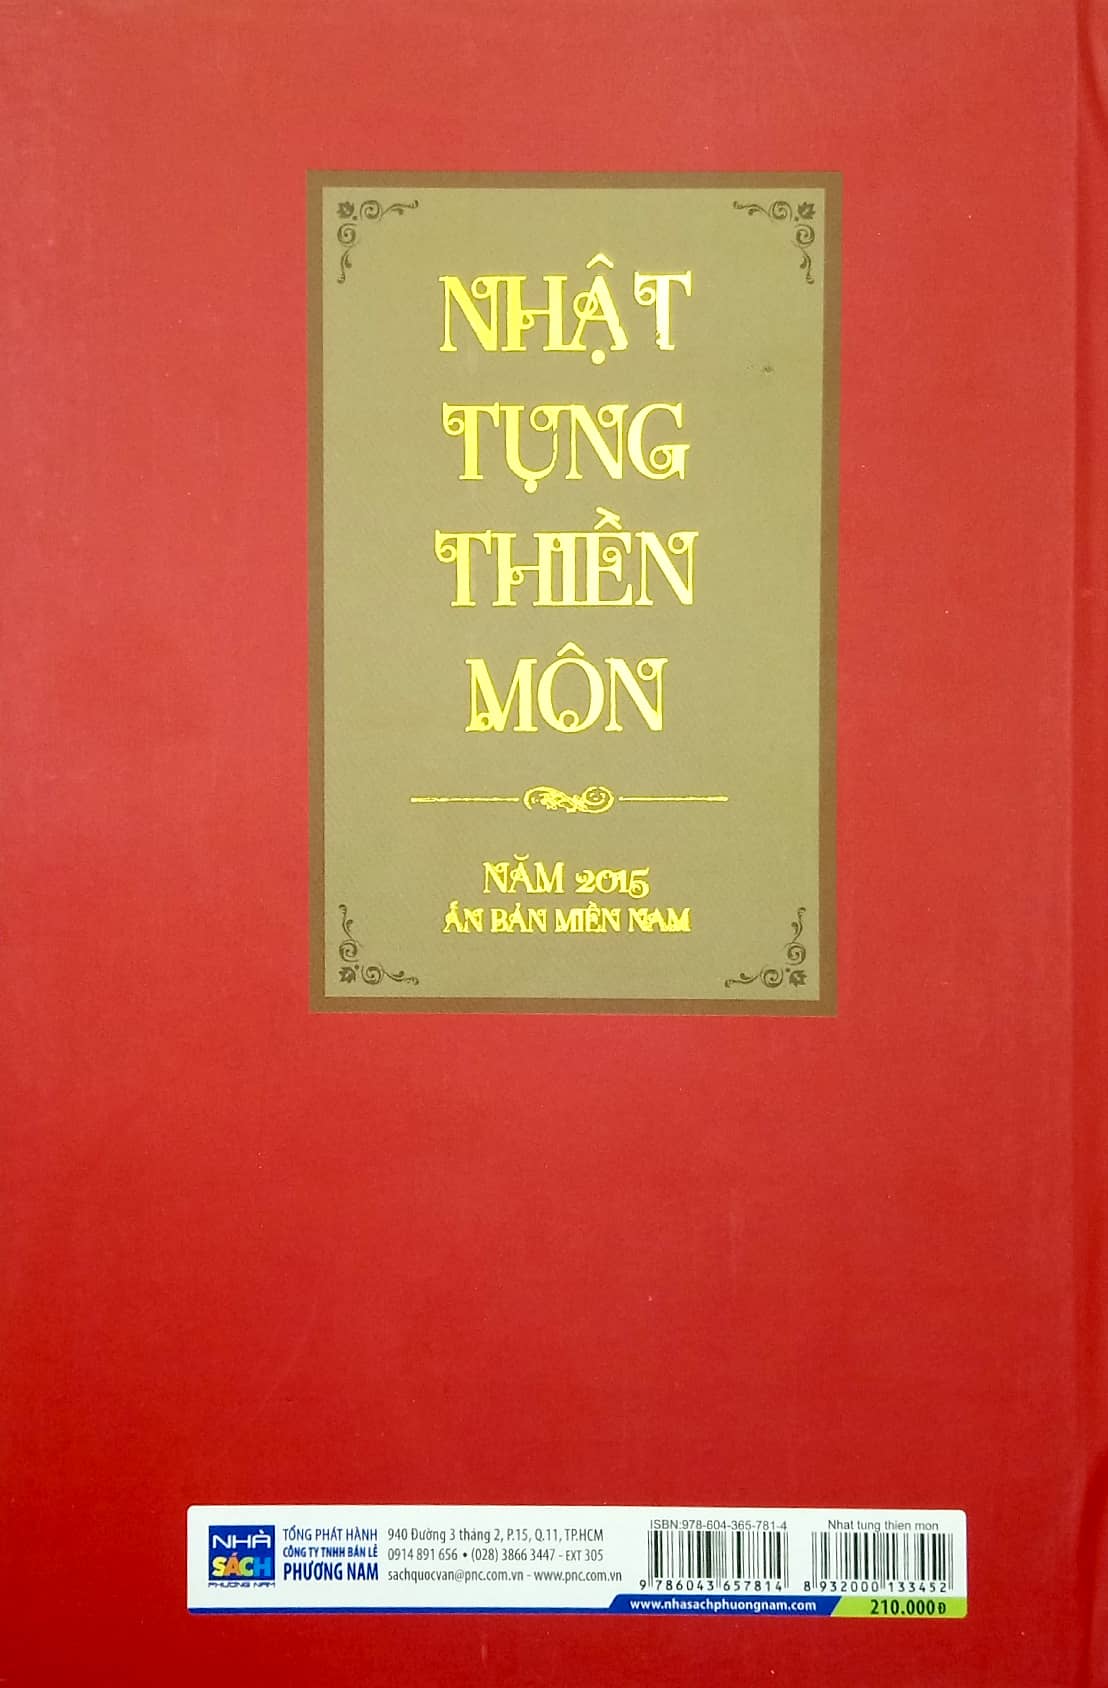 NHẬT
TỤNG
THIỀN
MÔN
NĂM 2015
ẤN BẢN MIỀN NAM
NHÀ
SÁCH
PHƯƠNG NAM
TỔNG PHÁT HÀNH
CÔNG TY TNHH BÁN LẺ
PHƯƠNG NAM
940 Đường 3 tháng 2, P.15, Q.11, TP.HCM
0914 891 656 • (028) 3866 3447 - EXT 305
sachquocvan@pnc.com.vn - www.pnc.com.vn
ISBN:978-604-365-781-4
9 786043 657814
Nhat tung thien mon
8 932000 133452
www.nhasachphuongnam.com
210.000 Đ